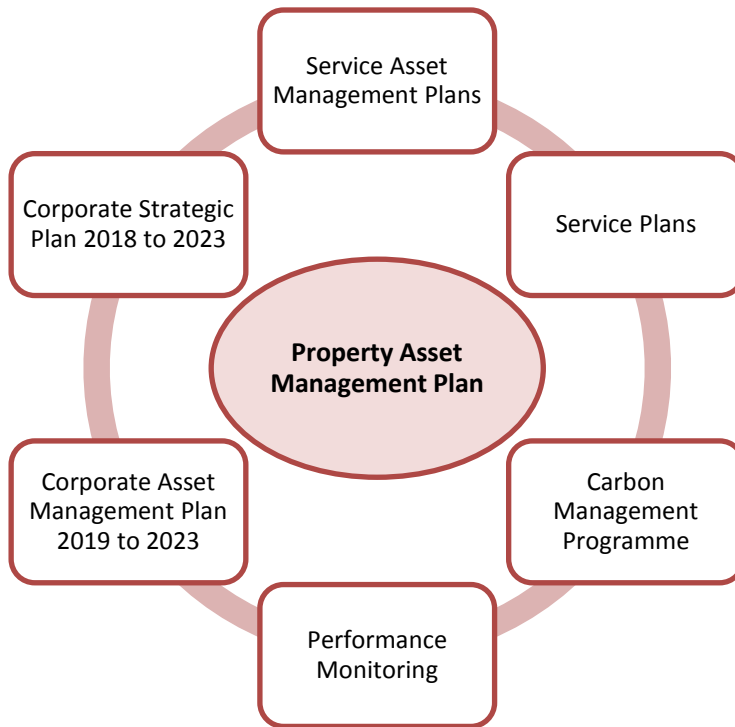 Service Asset
Management Plans
Service Plans
Carbon
Management
Programme
Performance
Monitoring
Corporate Asset
Management Plan
2019 to 2023
Corporate Strategic
Plan 2018 to 2023
Property Asset
Management Plan